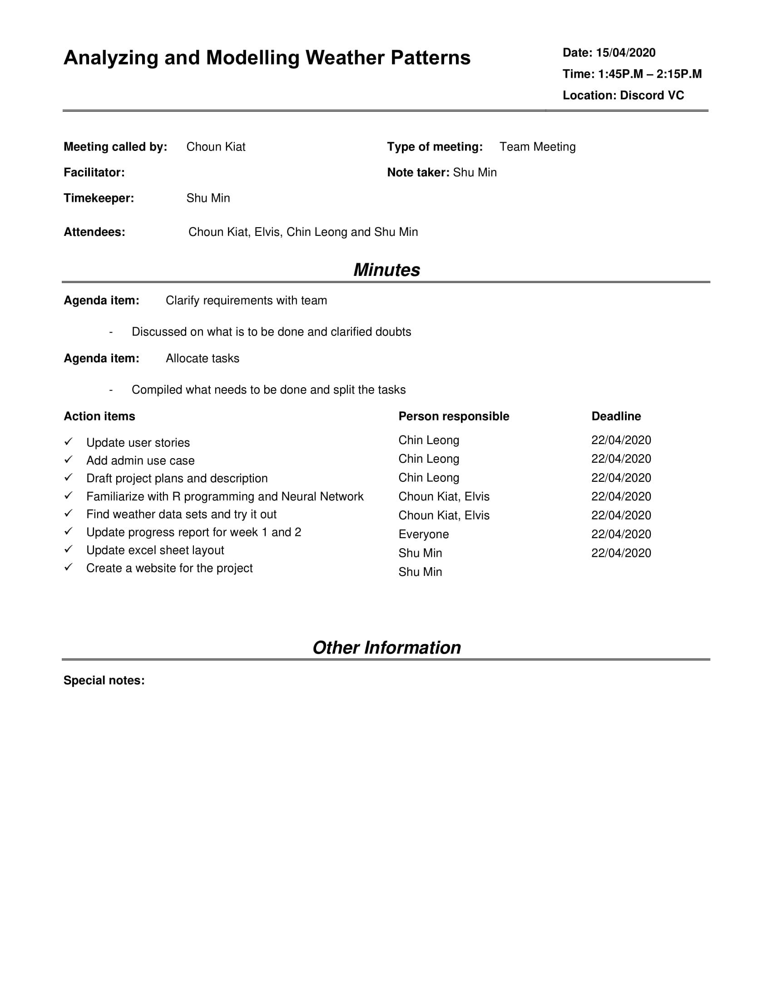 Analyzing and Modelling Weather Patterns
Date: 15/04/2020
Time: 1:45P.M – 2:15P.M
Location: Discord VC
Meeting called by: Choun Kiat Type of meeting: Team Meeting
Facilitator: Note taker: Shu Min
Timekeeper: Shu Min
Attendees: Choun Kiat, Elvis, Chin Leong and Shu Min
Minutes
Agenda item: Clarify requirements with team
- Discussed on what is to be done and clarified doubts
Agenda item: Allocate tasks
- Compiled what needs to be done and split the tasks
Action items Person responsible Deadline
✓ Update user stories Chin Leong 22/04/2020
✓ Add admin use case Chin Leong 22/04/2020
✓ Draft project plans and description Chin Leong 22/04/2020
✓ Familiarize with R programming and Neural Network Choun Kiat, Elvis 22/04/2020
✓ Find weather data sets and try it out Choun Kiat, Elvis 22/04/2020
✓ Update progress report for week 1 and 2 Everyone 22/04/2020
✓ Update excel sheet layout Shu Min 22/04/2020
✓ Create a website for the project Shu Min
Other Information
Special notes: